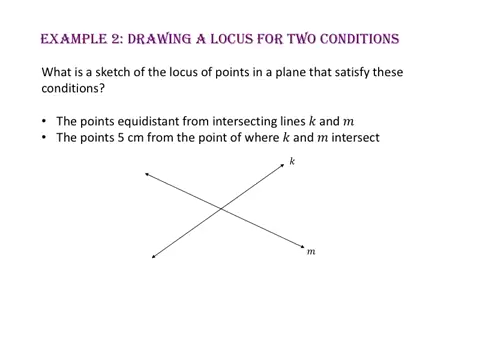 EXAMPLE 2: DRAWING A LOCUS FOR TWO CONDITIONS
What is a sketch of the locus of points in a plane that satisfy these
conditions?
• The points equidistant from intersecting lines k and m
• The points 5 cm from the point of where k and m intersect
k
m